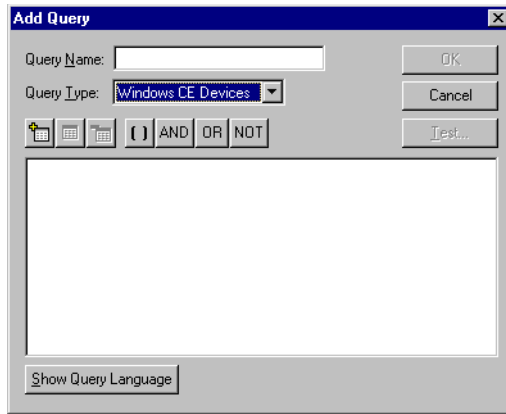 Add Query
Query Name:
OK
Query Type: Windows CE Devices
Cancel
( ) AND OR NOT
Test...
Show Query Language